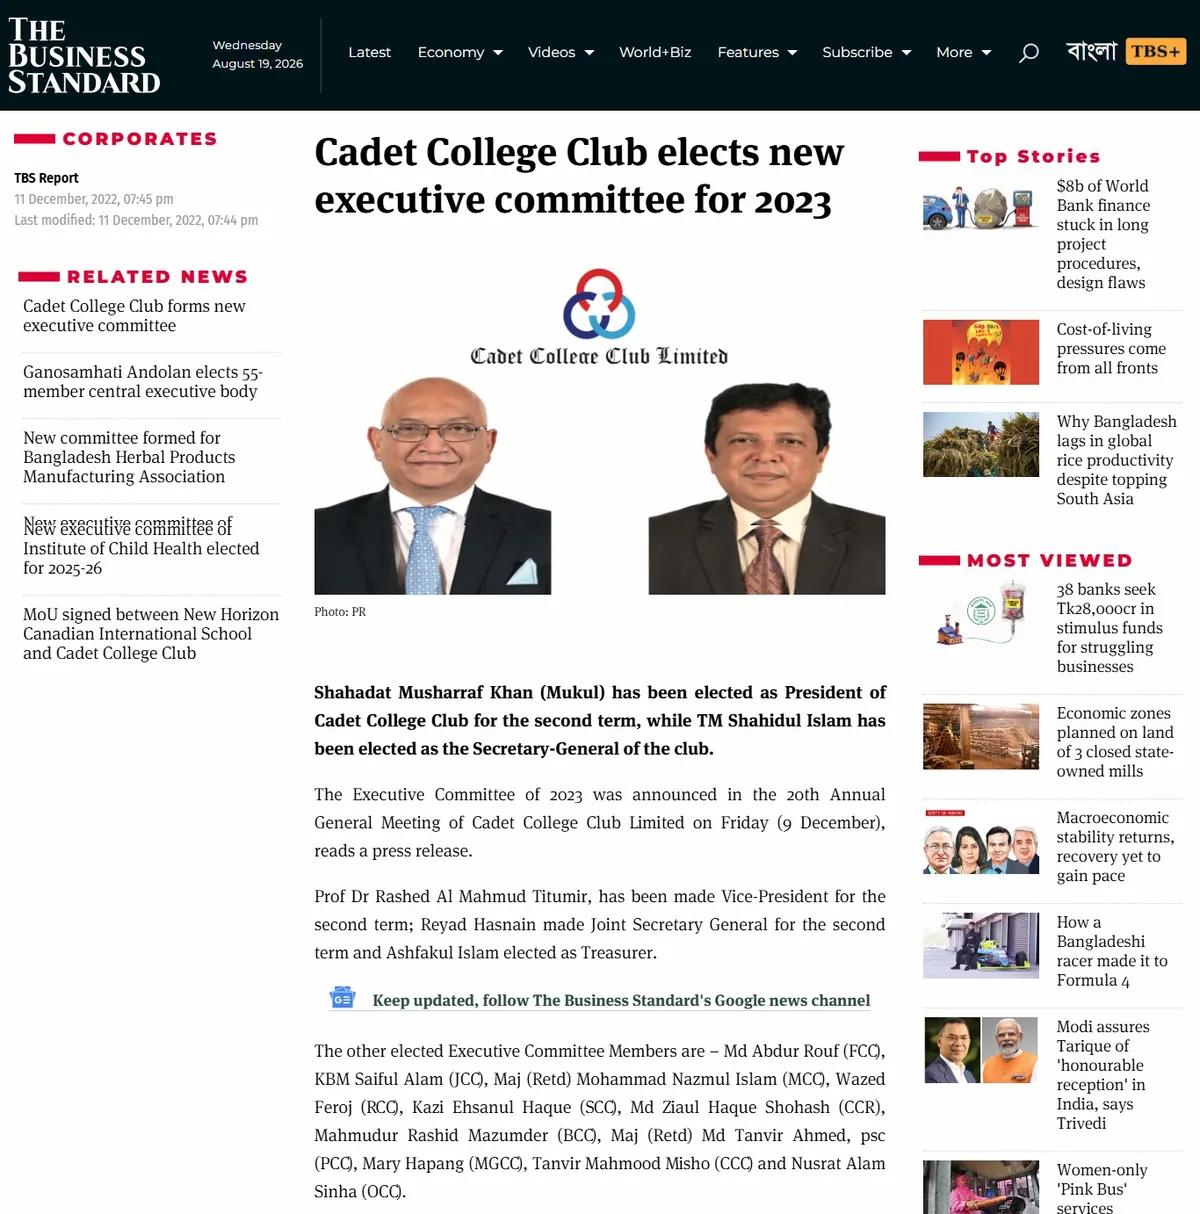 THE
BUSINESS
STANDARD
Wednesday
August 19, 2026
Latest
Economy
Videos
World+Biz
Features
Subscribe
More
বাংলা
TBS+
CORPORATES
TBS Report
11 December, 2022, 07:45 pm
Last modified: 11 December, 2022, 07:44 pm
RELATED NEWS
Cadet College Club forms new
executive committee
Ganosamhati Andolan elects 55-
member central executive body
New committee formed for
Bangladesh Herbal Products
Manufacturing Association
New executive committee of
Institute of Child Health elected
for 2025-26
MoU signed between New Horizon
Canadian International School
and Cadet College Club
Cadet College Club elects new
executive committee for 2023
Cadet College Club Limited
Photo: PR
Shahadat Musharraf Khan (Mukul) has been elected as President of
Cadet College Club for the second term, while TM Shahidul Islam has
been elected as the Secretary-General of the club.
The Executive Committee of 2023 was announced in the 20th Annual
General Meeting of Cadet College Club Limited on Friday (9 December),
reads a press release.
Prof Dr Rashed Al Mahmud Titumir, has been made Vice-President for the
second term; Reyad Hasnain made Joint Secretary General for the second
term and Ashfakul Islam elected as Treasurer.
GE
Keep updated, follow The Business Standard's Google news channel
The other elected Executive Committee Members are – Md Abdur Rouf (FCC),
KBM Saiful Alam (JCC), Maj (Retd) Mohammad Nazmul Islam (MCC), Wazed
Feroj (RCC), Kazi Ehsanul Haque (SCC), Md Ziaul Haque Shohash (CCR),
Mahmudur Rashid Mazumder (BCC), Maj (Retd) Md Tanvir Ahmed, psc
(PCC), Mary Hapang (MGCC), Tanvir Mahmood Misho (CCC) and Nusrat Alam
Sinha (OCC).
Top Stories
$8b of World
Bank finance
stuck in long
project
procedures,
design flaws
Cost-of-living
pressures come
from all fronts
Why Bangladesh
lags in global
rice productivity
despite topping
South Asia
MOST VIEWED
38 banks seek
Tk28,000cr in
stimulus funds
for struggling
businesses
Economic zones
planned on land
of 3 closed state-
owned mills
Macroeconomic
stability returns,
recovery yet to
gain pace
How a
Bangladeshi
racer made it to
Formula 4
Modi assures
Tarique of
'honourable
reception' in
India, says
Trivedi
Women-only
'Pink Bus'
services